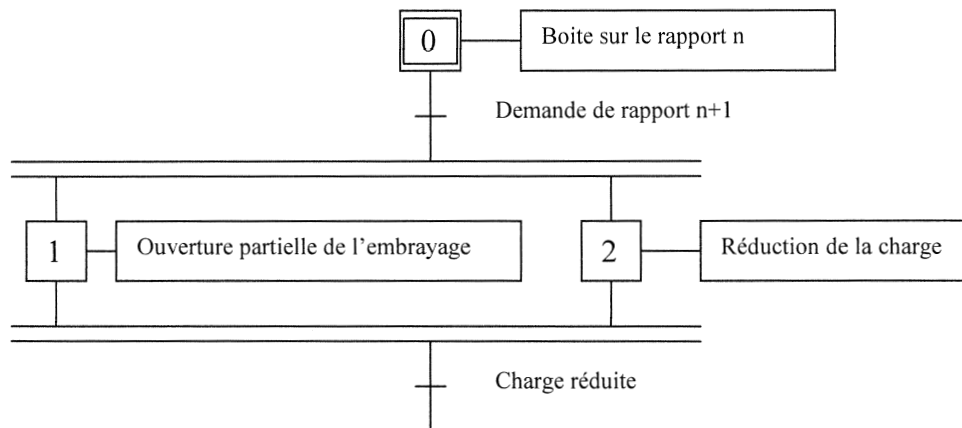 0
Boite sur le rapport n
Demande de rapport n+1
1
Ouverture partielle de l’embrayage
2
Réduction de la charge
Charge réduite